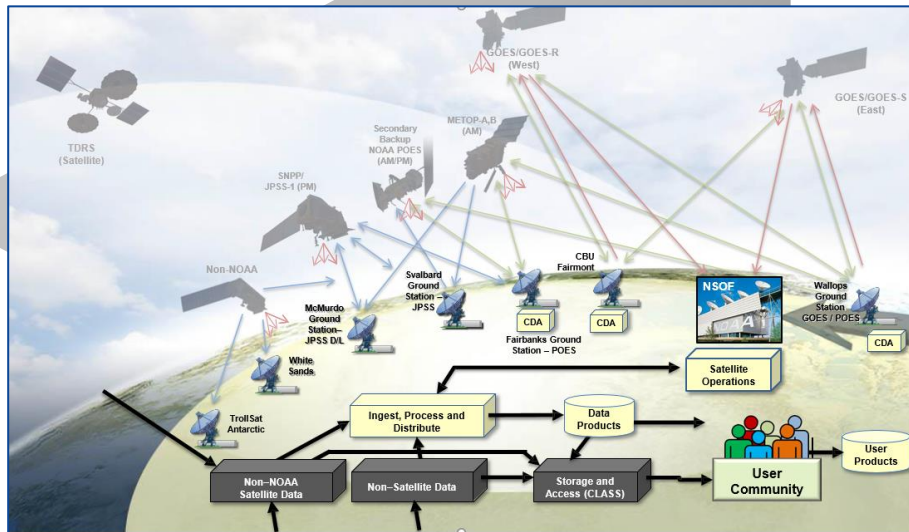 GOES/GOES-R
(West)
GOES/GOES-S
(East)
TDRS
(Satellite)
METOP-A,B
(AM)
Secondary
Backup
NOAA POES
(AM/PM)
SNPP/
JPSS-1 (PM)
Non-NOAA
McMurdo
Ground
Station–
JPSS D/L
Svalbard
Ground
Station –
JPSS
CBU
Fairmont
NSOF
NOAA
Wallops
Ground
Station
GOES / POES
CDA
CDA
CDA
Fairbanks Ground
Station – POES
White
Sands
TrollSat
Antarctic
Satellite
Operations
Ingest, Process and
Distribute
Data
Products
User
Products
Non–NOAA
Satellite Data
Non–Satellite Data
Storage and
Access (CLASS)
User
Community